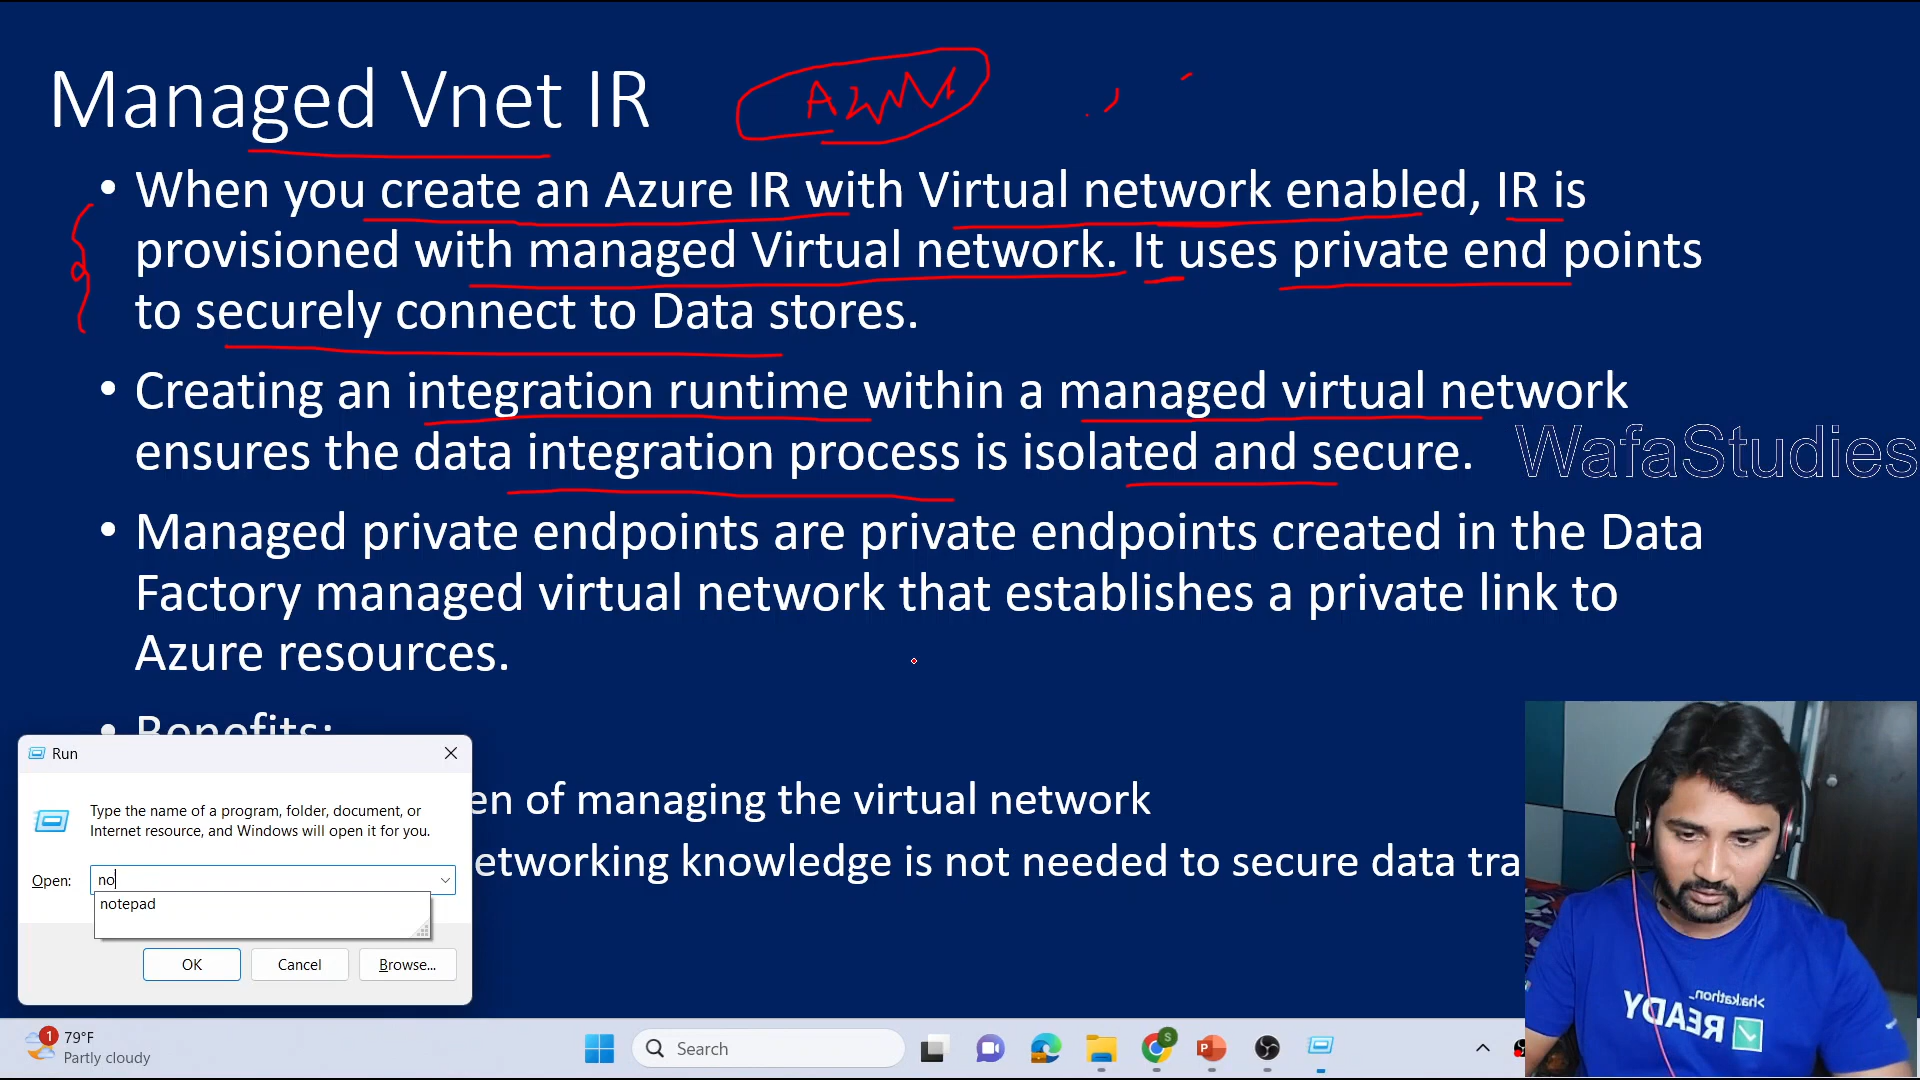 Managed Vnet IR
• When you create an Azure IR with Virtual network enabled, IR is
provisioned with managed Virtual network. It uses private end points
to securely connect to Data stores.
• Creating an integration runtime within a managed virtual network
ensures the data integration process is isolated and secure.
WafaStudies
• Managed private endpoints are private endpoints created in the Data
Factory managed virtual network that establishes a private link to
Azure resources.
• Benefits:
en of managing the virtual network
etworking knowledge is not needed to secure data tra
Run
Type the name of a program, folder, document, or
Internet resource, and Windows will open it for you.
Open: no
notepad
OK Cancel Browse...
>hackathon_
READY
1 79°F
Partly cloudy
Search
S